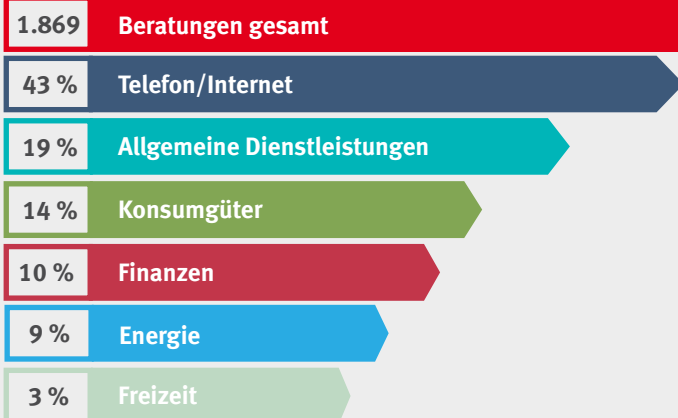 1.869 Beratungen gesamt
43 % Telefon/Internet
19 % Allgemeine Dienstleistungen
14 % Konsumgüter
10 % Finanzen
9 % Energie
3 % Freizeit